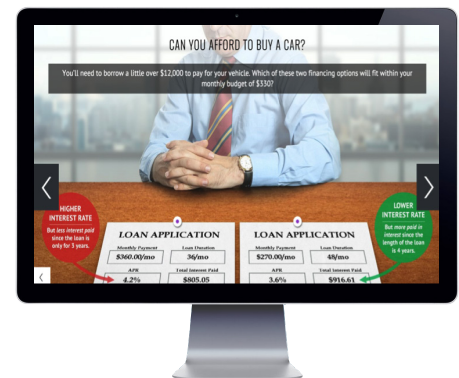 CAN YOU AFFORD TO BUY A CAR?
You'll need to borrow a little over $12,000 to pay for your vehicle. Which of these two financing options will fit within your
monthly budget of $330?
HIGHER
INTEREST RATE
But less interest paid
since the loan is
only for 3 years.
LOAN APPLICATION
Monthly Payment Loan Duration
$360.00/mo 36/mo
APR Total Interest Paid
4.2% $805.05
LOAN APPLICATION
Monthly Payment Loan Duration
$270.00/mo 48/mo
APR Total Interest Paid
3.6% $916.61
LOWER
INTEREST RATE
But more paid in
interest since the
length of the loan
is 4 years.